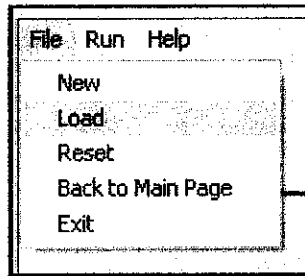 File Run Help
New
Load
Reset
Back to Main Page
Exit